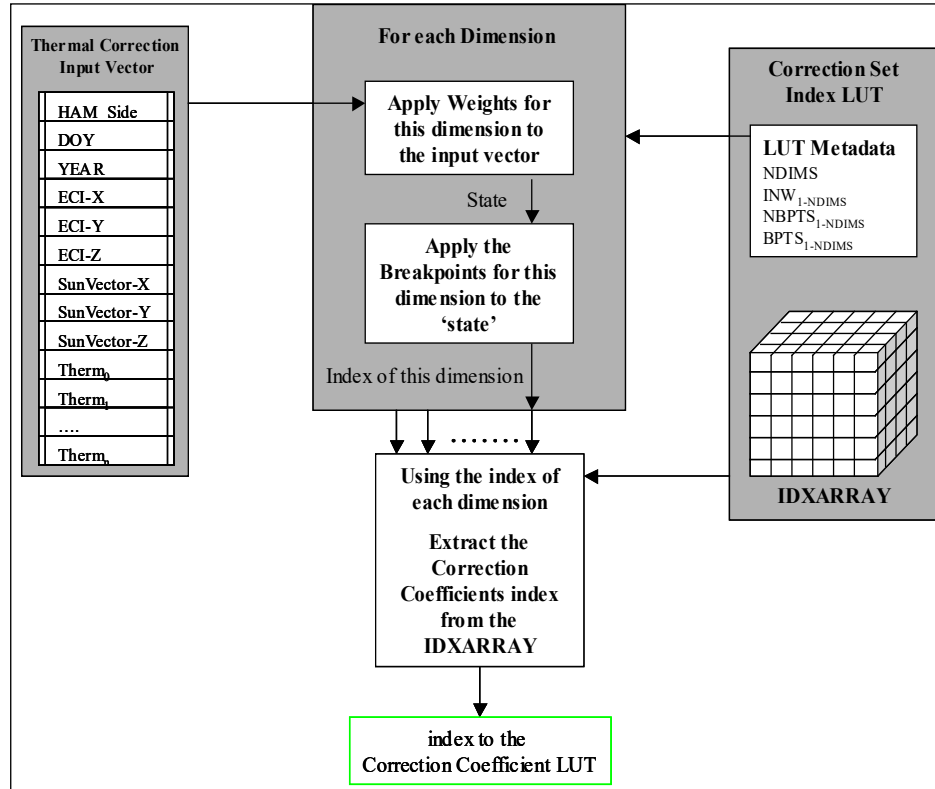 Thermal Correction
Input Vector
HAM_Side
DOY
YEAR
ECI-X
ECI-Y
ECI-Z
SunVector-X
SunVector-Y
SunVector-Z
Therm0
Therm1
….
Thermn
For each Dimension
Apply Weights for
this dimension to
the input vector
State
Apply the
Breakpoints for this
dimension to the
‘state’
Index of this dimension
........
Using the index of
each dimension
Extract the
Correction
Coefficients index
from the
IDXARRAY
index to the
Correction Coefficient LUT
Correction Set
Index LUT
LUT Metadata
NDIMS
INW1-NDIMS
NBPTS1-NDIMS
BPTS1-NDIMS
IDXARRAY